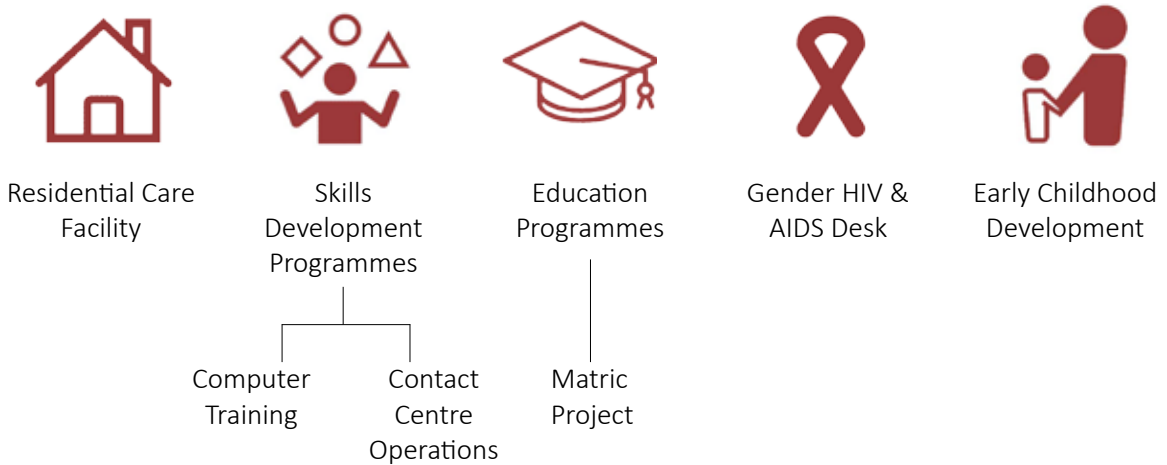 Residential Care
Facility
Skills
Development
Programmes
Education
Programmes
Gender HIV &
AIDS Desk
Early Childhood
Development
Computer
Training
Contact
Centre
Operations
Matric
Project